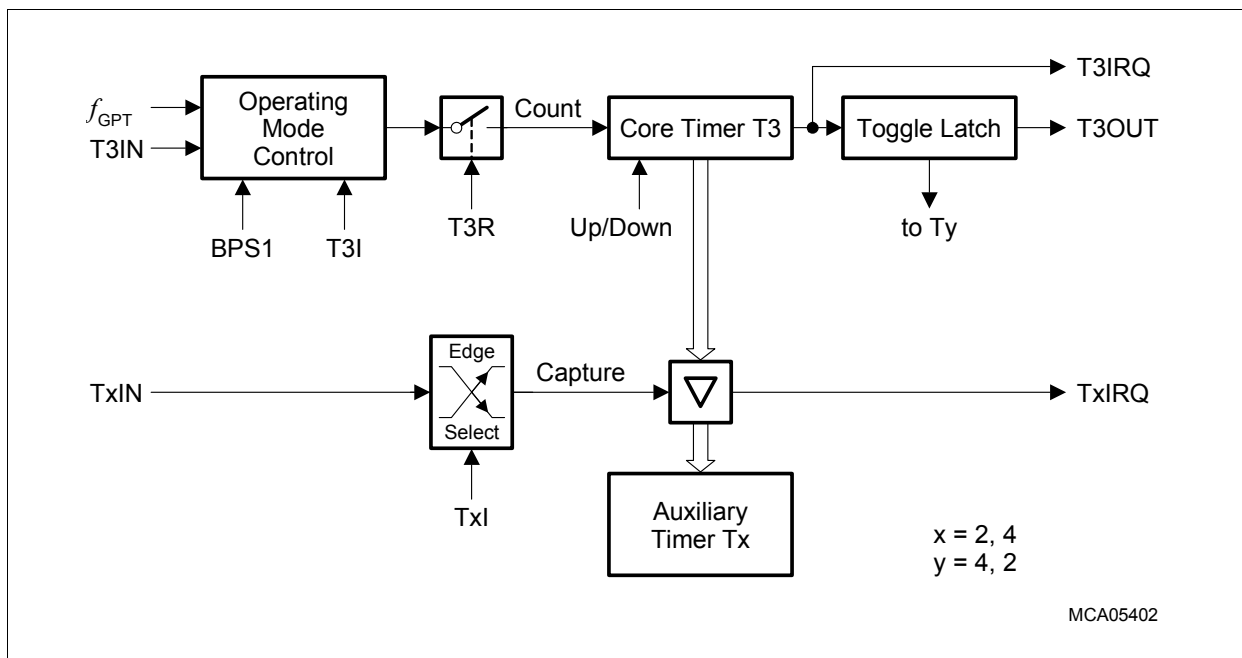 T3IRQ
f GPT
T3IN
Operating
Mode
Control
Count
Core Timer T3
Toggle Latch
T3OUT
BPS1
T3I
T3R
Up/Down
to Ty
TxIN
Edge
Select
Capture
TxIRQ
TxI
Auxiliary
Timer Tx
x = 2, 4
y = 4, 2
MCA05402